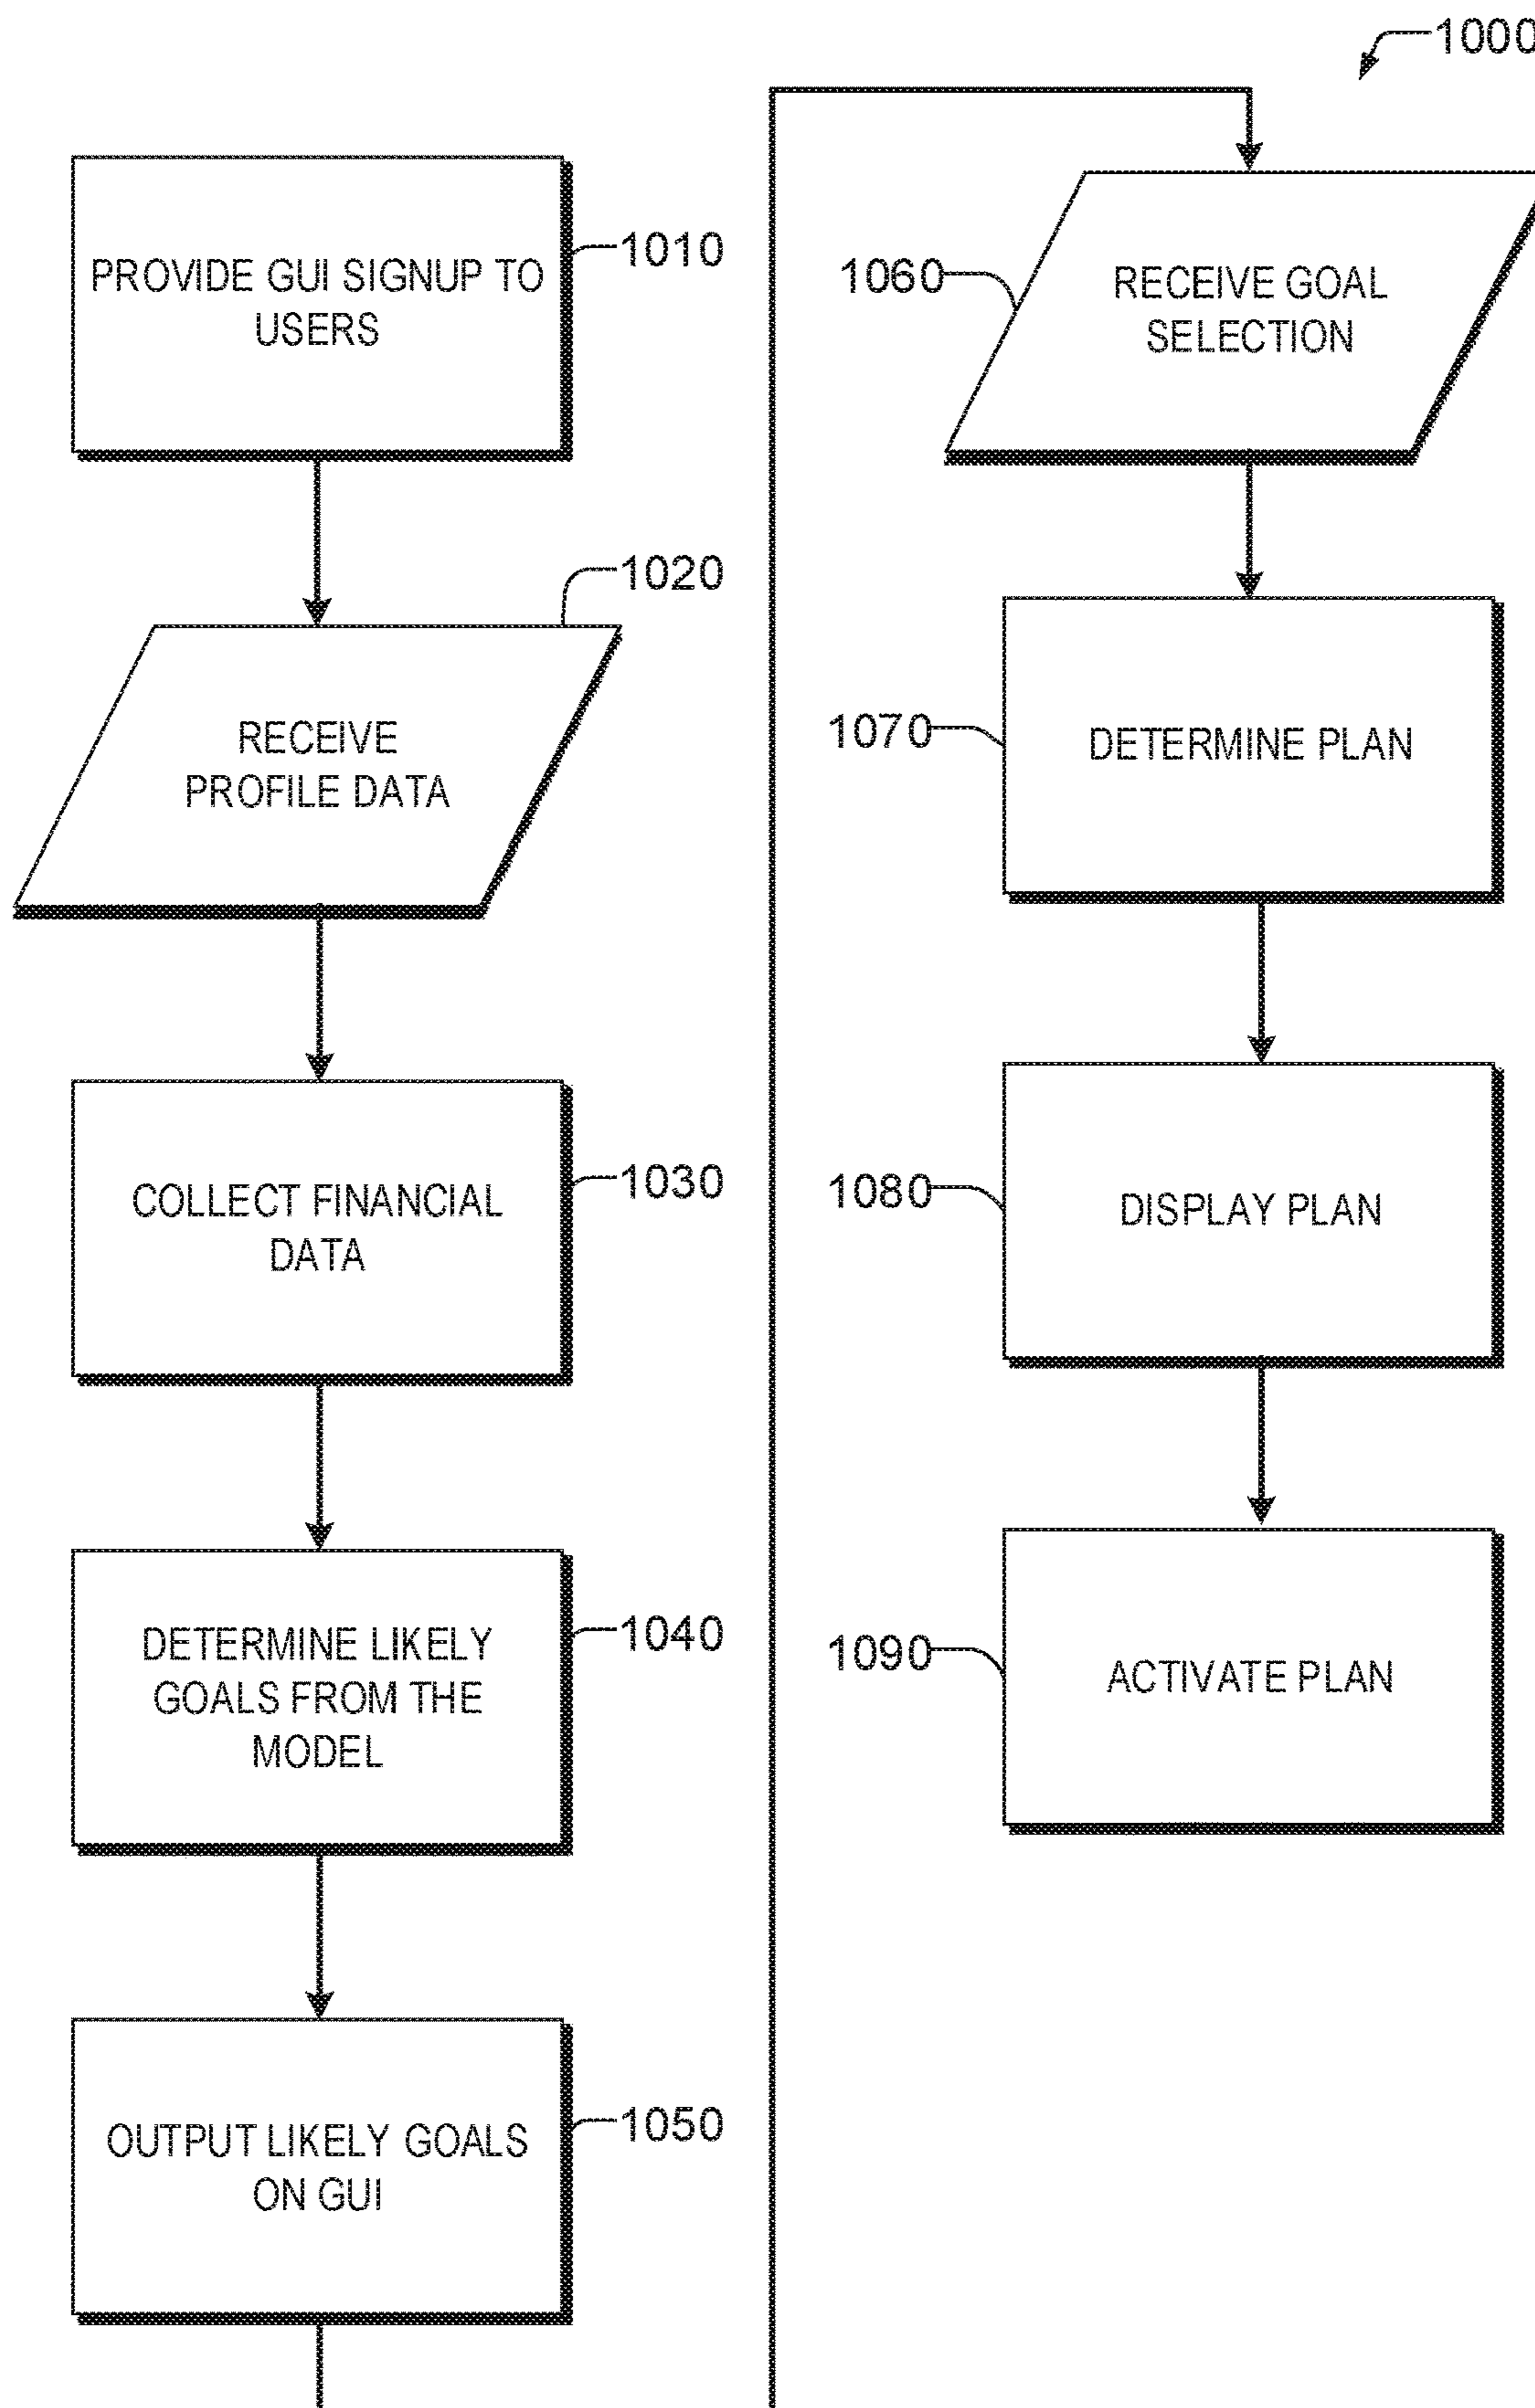 1000
PROVIDE GUI SIGNUP TO
USERS
1010
RECEIVE
PROFILE DATA
1020
COLLECT FINANCIAL
DATA
1030
DETERMINE LIKELY
GOALS FROM THE
MODEL
1040
OUTPUT LIKELY GOALS
ON GUI
1050
RECEIVE GOAL
SELECTION
1060
DETERMINE PLAN
1070
DISPLAY PLAN
1080
ACTIVATE PLAN
1090